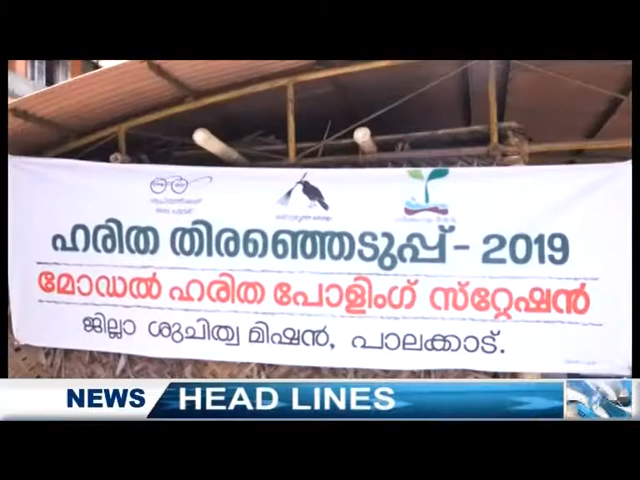 ഹരിത തിരഞ്ഞെടുപ്പ് - 2019
മോഡൽ ഹരിത പോളിംഗ് സ്റ്റേഷൻ
ജില്ലാ ശുചിത്വ മിഷൻ, പാലക്കാട്.
NEWS HEAD LINES